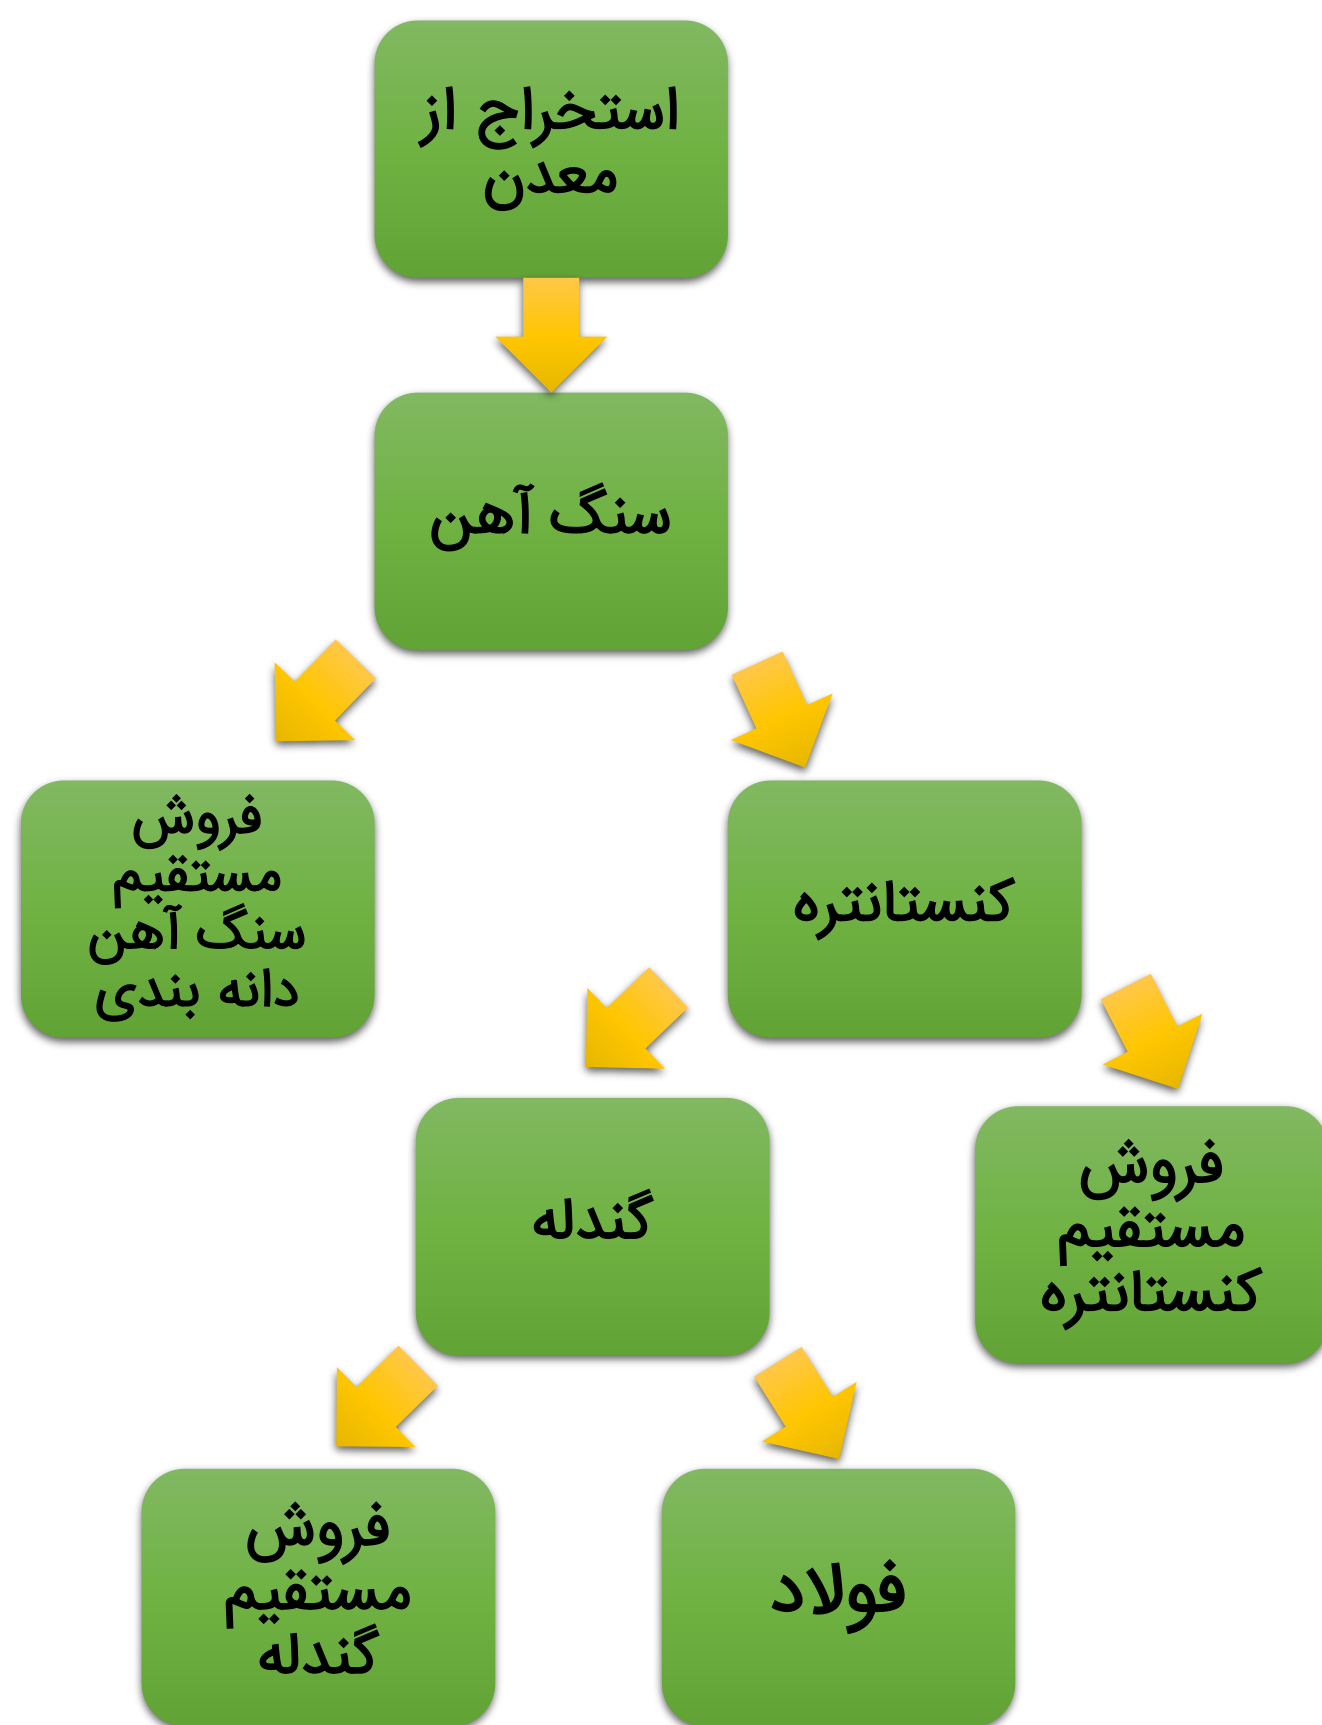 استخراج از
معدن
سنگ آهن
فروش
مستقیم
سنگ آهن
دانه بندی
کنستانتره
گندله
فروش
مستقیم
کنستانتره
فروش
مستقیم
گندله
فولاد